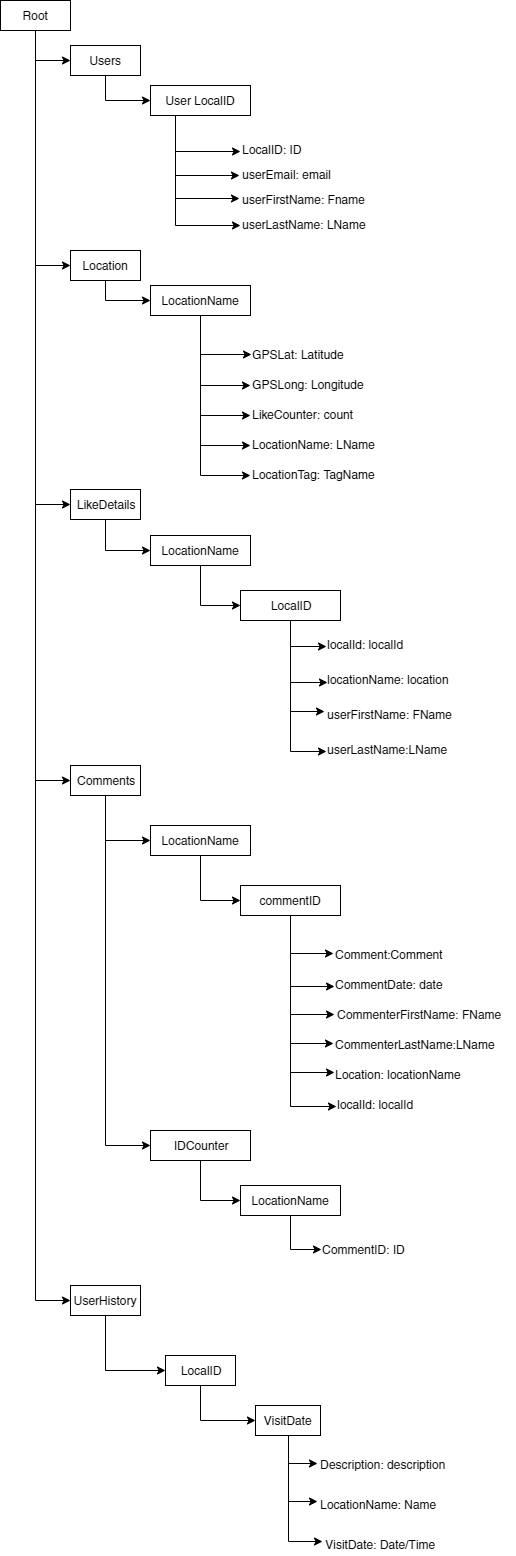 Root
Users
User LocalID
LocalID: ID
userEmail: email
userFirstName: Fname
userLastName: LName
Location
LocationName
GPSLat: Latitude
GPSLong: Longitude
LikeCounter: count
LocationName: LName
LocationTag: TagName
LikeDetails
LocationName
LocalID
localId: localId
locationName: location
userFirstName: FName
userLastName:LName
Comments
LocationName
commentID
Comment:Comment
CommentDate: date
CommenterFirstName: FName
CommenterLastName:LName
Location: locationName
localId: localId
IDCounter
LocationName
CommentID: ID
UserHistory
LocalID
VisitDate
Description: description
LocationName: Name
VisitDate: Date/Time